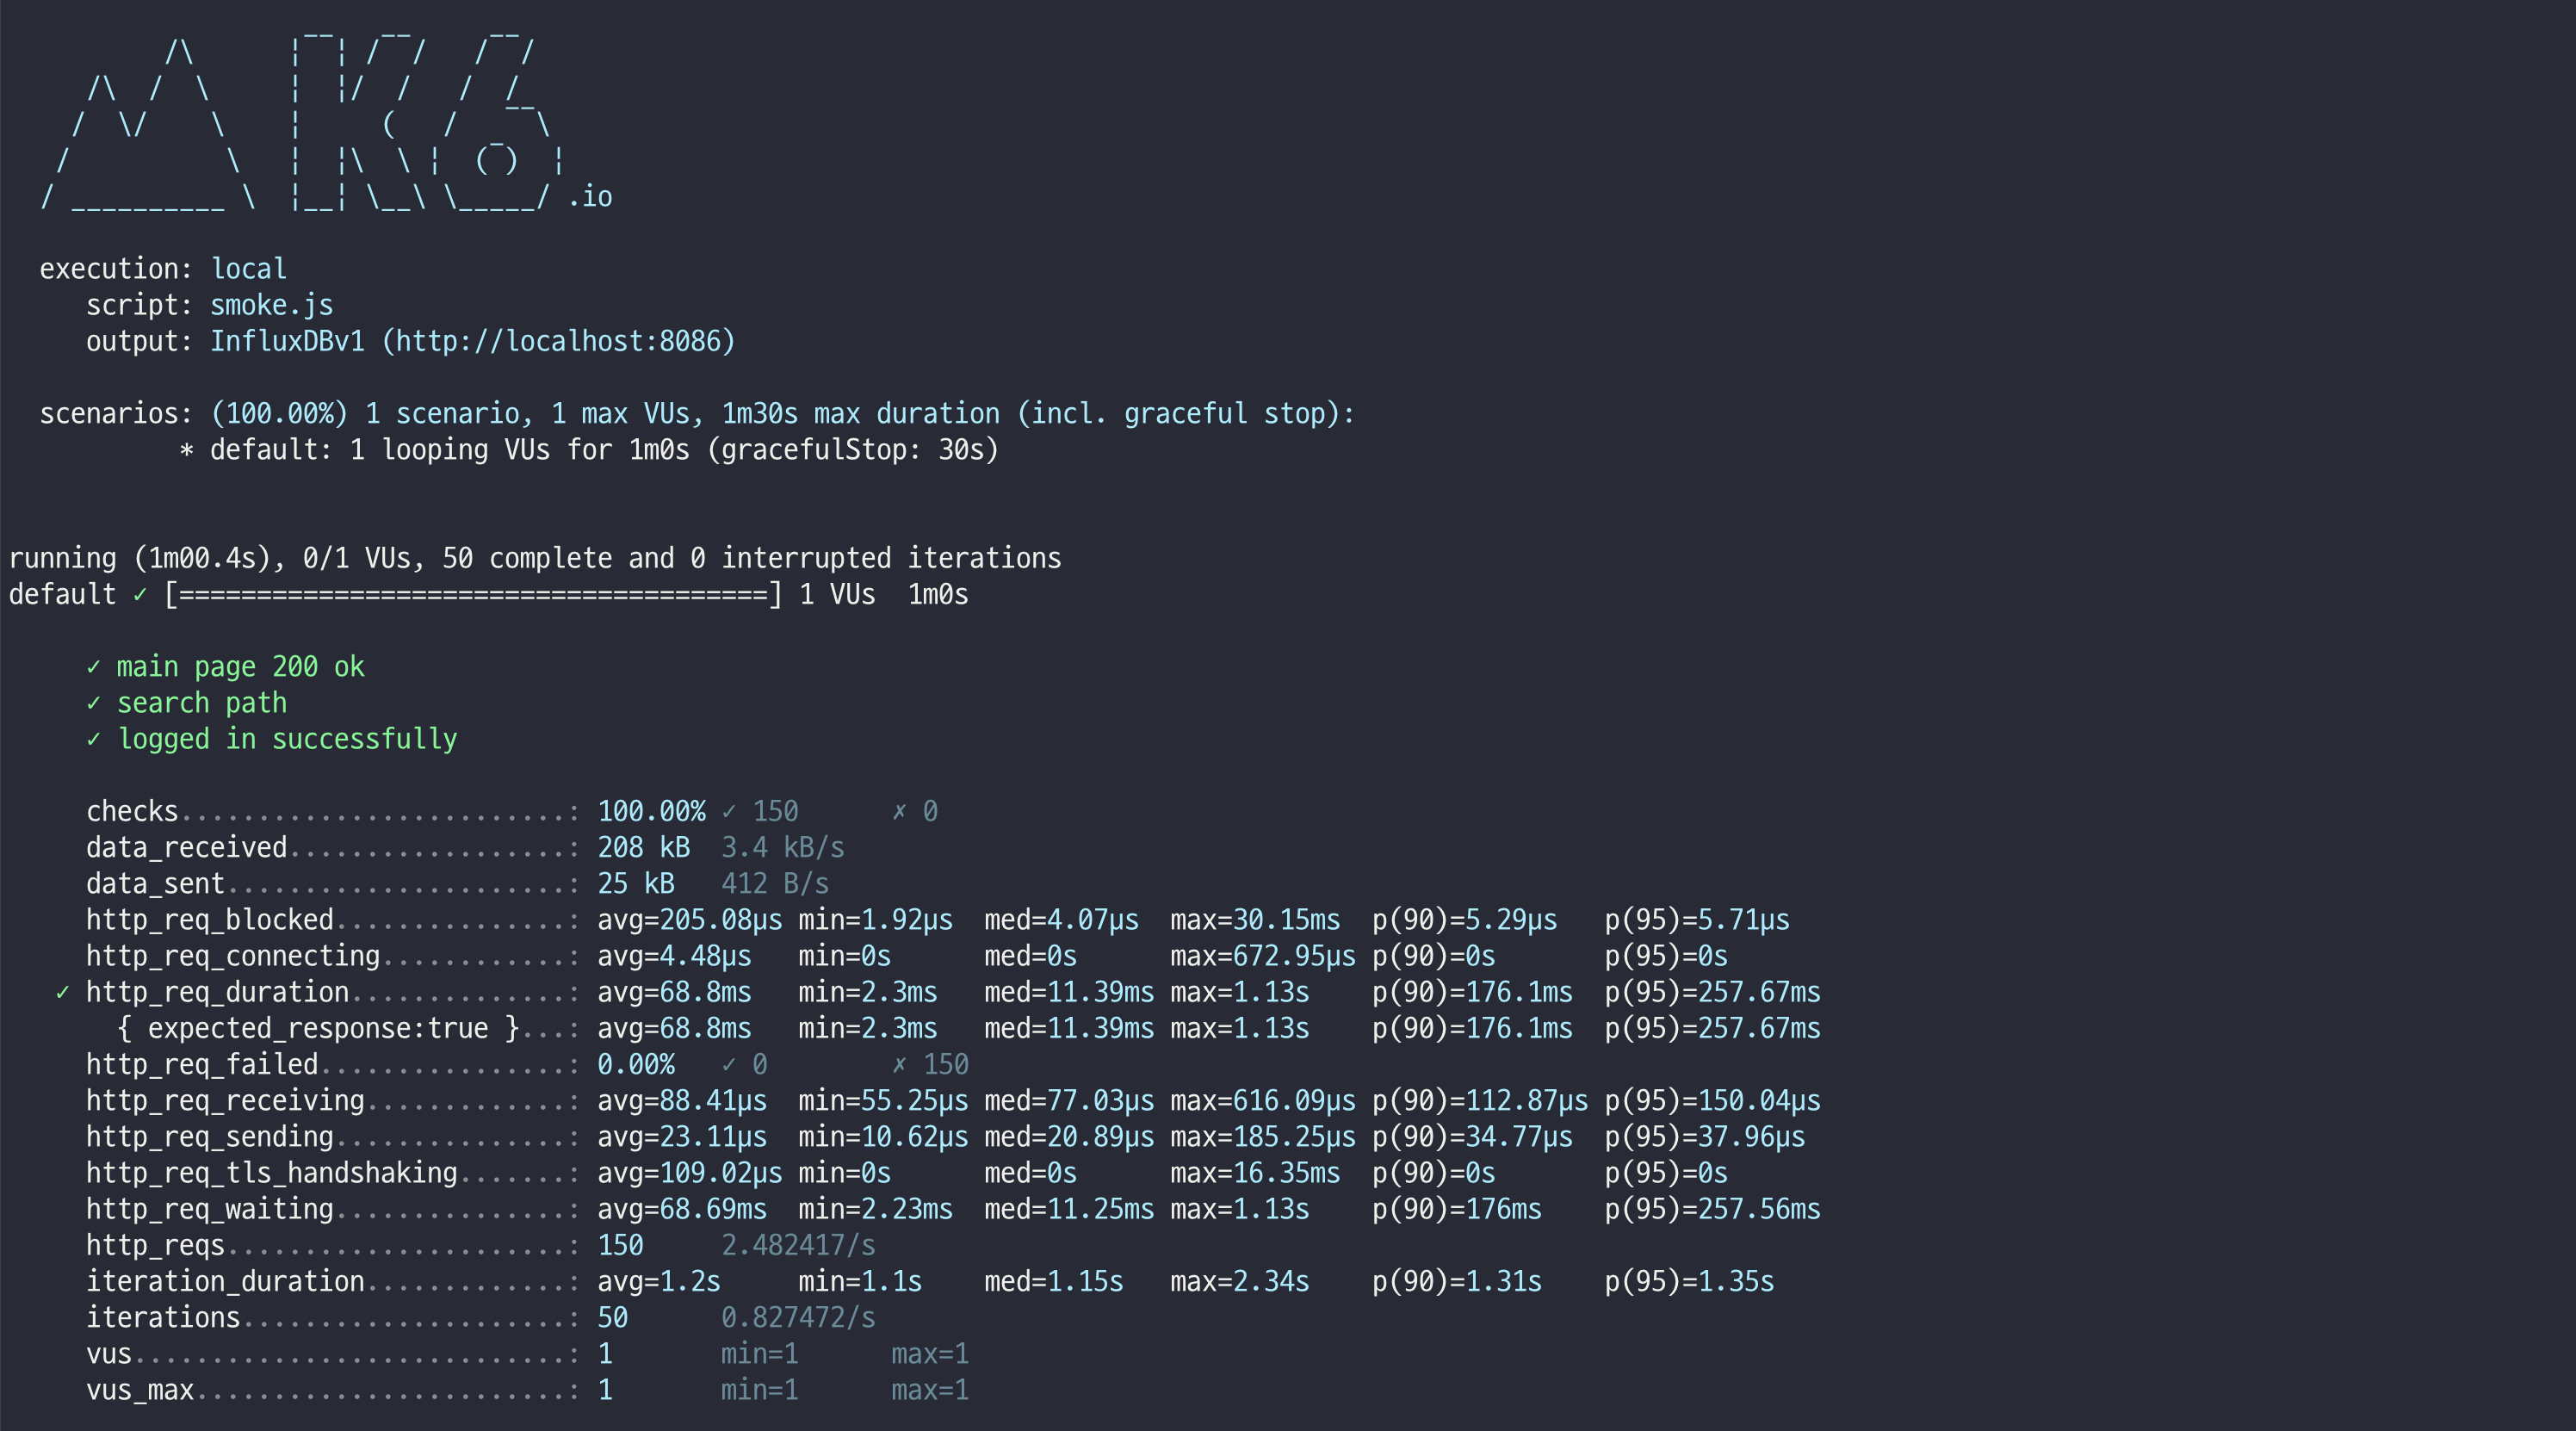 /\      |‾‾| /‾‾/   /‾‾/
     /\  /  \     |  |/  /   /  /
    /  \/    \    |     (   /   ‾‾\
   /          \   |  |\  \ |  (‾)  |
  / __________ \  |__| \__\ \_____/ .io
execution: local
script: smoke.js
output: InfluxDBv1 (http://localhost:8086)
scenarios: (100.00%) 1 scenario, 1 max VUs, 1m30s max duration (incl. graceful stop):
* default: 1 looping VUs for 1m0s (gracefulStop: 30s)
running (1m00.4s), 0/1 VUs, 50 complete and 0 interrupted iterations
default ✓ [======================================] 1 VUs  1m0s
✓ main page 200 ok
✓ search path
✓ logged in successfully
checks.........................: 100.00% ✓ 150      ✗ 0
data_received..................: 208 kB  3.4 kB/s
data_sent......................: 25 kB   412 B/s
http_req_blocked...............: avg=205.08µs min=1.92µs  med=4.07µs  max=30.15ms  p(90)=5.29µs   p(95)=5.71µs
http_req_connecting............: avg=4.48µs   min=0s      med=0s      max=672.95µs p(90)=0s       p(95)=0s
✓ http_req_duration..............: avg=68.8ms   min=2.3ms   med=11.39ms max=1.13s    p(90)=176.1ms  p(95)=257.67ms
{ expected_response:true }...: avg=68.8ms   min=2.3ms   med=11.39ms max=1.13s    p(90)=176.1ms  p(95)=257.67ms
http_req_failed................: 0.00%   ✓ 0        ✗ 150
http_req_receiving.............: avg=88.41µs  min=55.25µs med=77.03µs max=616.09µs p(90)=112.87µs p(95)=150.04µs
http_req_sending...............: avg=23.11µs  min=10.62µs med=20.89µs max=185.25µs p(90)=34.77µs  p(95)=37.96µs
http_req_tls_handshaking.......: avg=109.02µs min=0s      med=0s      max=16.35ms  p(90)=0s       p(95)=0s
http_req_waiting...............: avg=68.69ms  min=2.23ms  med=11.25ms max=1.13s    p(90)=176ms    p(95)=257.56ms
http_reqs......................: 150     2.482417/s
iteration_duration.............: avg=1.2s     min=1.1s    med=1.15s   max=2.34s    p(90)=1.31s    p(95)=1.35s
iterations.....................: 50      0.827472/s
vus............................: 1       min=1      max=1
vus_max........................: 1       min=1      max=1